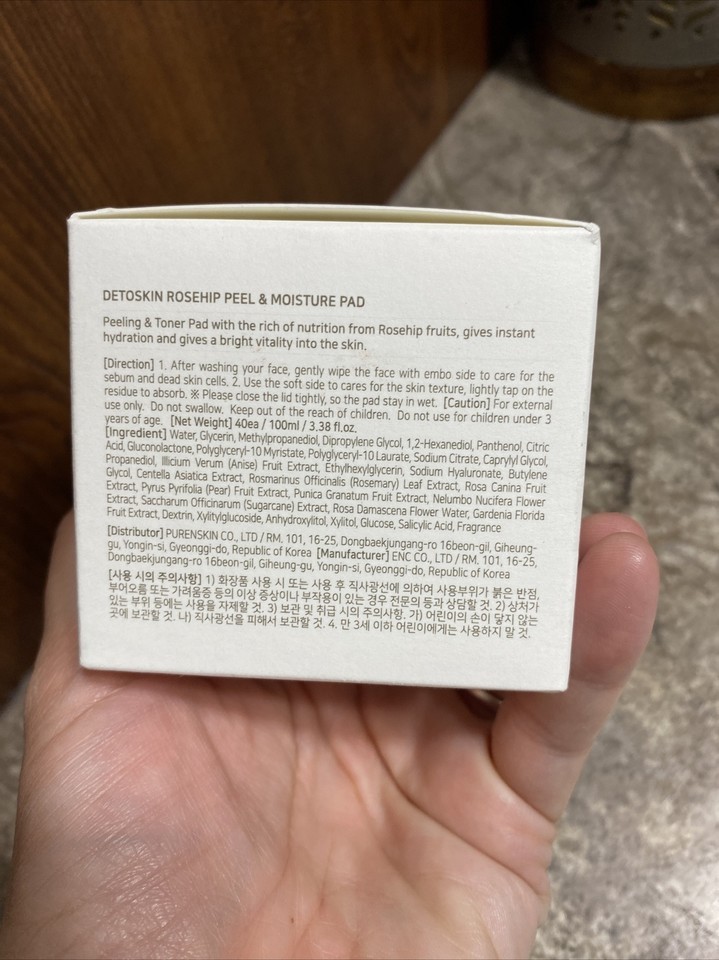 DETOSKIN ROSEHIP PEEL & MOISTURE PAD
Peeling & Toner Pad with the rich of nutrition from Rosehip fruits, gives instant
hydration and gives a bright vitality into the skin.
[Direction] 1. After washing your face, gently wipe the face with embo side to care for the
sebum and dead skin cells. 2. Use the soft side to cares for the skin texture, lightly tap on the
residue to absorb. ※ Please close the lid tightly, so the pad stay in wet. [Caution] For external
use only. Do not swallow. Keep out of the reach of children. Do not use for children under 3
years of age. [Net Weight] 40ea / 100ml / 3.38 fl.oz.
[Ingredient] Water, Glycerin, Methylpropanediol, Dipropylene Glycol, 1,2-Hexanediol, Panthenol, Citric
Acid, Gluconolactone, Polyglyceryl-10 Myristate, Polyglyceryl-10 Laurate, Sodium Citrate, Caprylyl Glycol,
Propanediol, Illicium Verum (Anise) Fruit Extract, Ethylhexylglycerin, Sodium Hyaluronate, Butylene
Glycol, Centella Asiatica Extract, Rosmarinus Officinalis (Rosemary) Leaf Extract, Rosa Canina Fruit
Extract, Pyrus Pyrifolia (Pear) Fruit Extract, Punica Granatum Fruit Extract, Nelumbo Nucifera Flower
Extract, Saccharum Officinarum (Sugarcane) Extract, Rosa Damascena Flower Water, Gardenia Florida
Fruit Extract, Dextrin, Xylitylglucoside, Anhydroxylitol, Xylitol, Glucose, Salicylic Acid, Fragrance
[Distributor] PURENSKIN CO., LTD / RM. 101, 16-25, Dongbaekjungang-ro 16beon-gil, Giheung-
gu, Yongin-si, Gyeonggi-do, Republic of Korea [Manufacturer] ENC CO., LTD / RM. 101, 16-25,
Dongbaekjungang-ro 16beon-gil, Giheung-gu, Yongin-si, Gyeonggi-do, Republic of Korea
[사용 시의 주의사항] 1) 화장품 사용 시 또는 사용 후 직사광선에 의하여 사용부위가 붉은 반점,
부어오름 또는 가려움증 등의 이상 증상이나 부작용이 있는 경우 전문의 등과 상담할 것. 2) 상처가
있는 부위 등에는 사용을 자제할 것. 3) 보관 및 취급 시의 주의사항. 가) 어린이의 손이 닿지 않는
곳에 보관할 것. 나) 직사광선을 피해서 보관할 것. 4. 만 3세 이하 어린이에게는 사용하지 말 것.